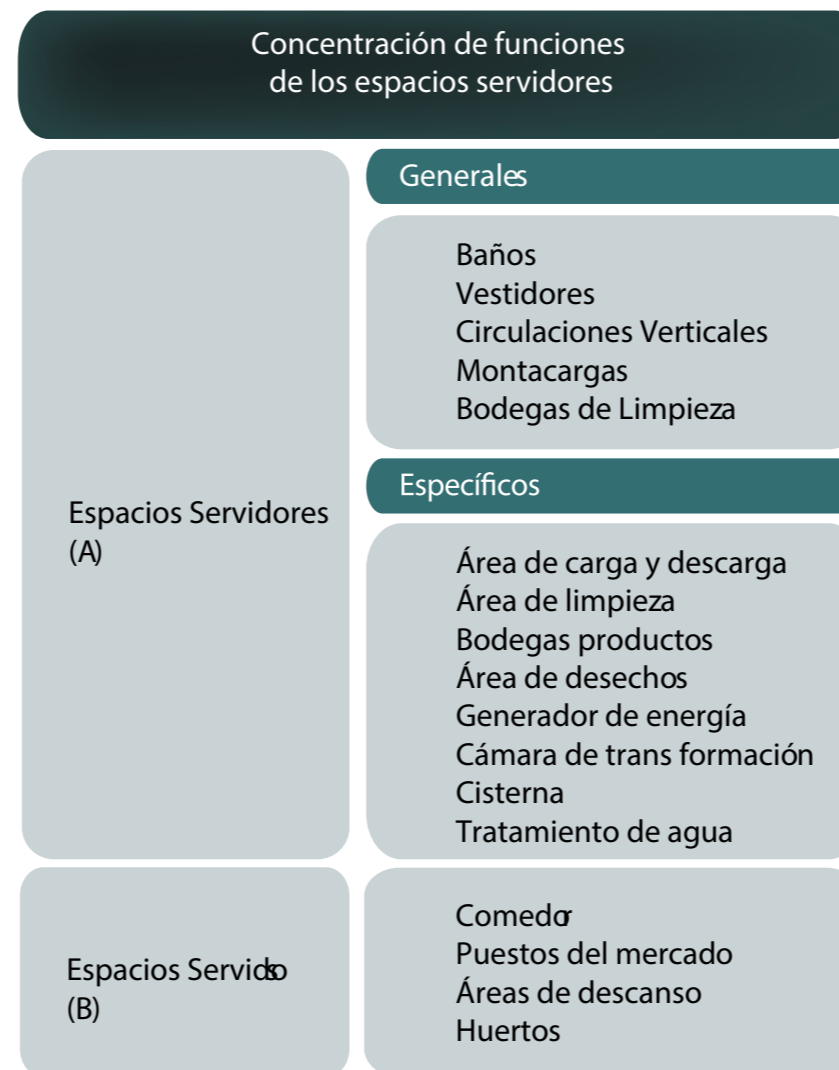 Concentración de funciones
de los espacios servidores
Generales
Baños
Vestidores
Circulaciones Verticales
Montacargas
Bodegas de Limpieza
Espacios Servidores
(A)
Específicos
Área de carga y descarga
Área de limpieza
Bodegas productos
Área de desechos
Generador de energía
Cámara de trans formación
Cisterna
Tratamiento de agua
Espacios Servidos
(B)
Comedor
Puestos del mercado
Áreas de descanso
Huertos